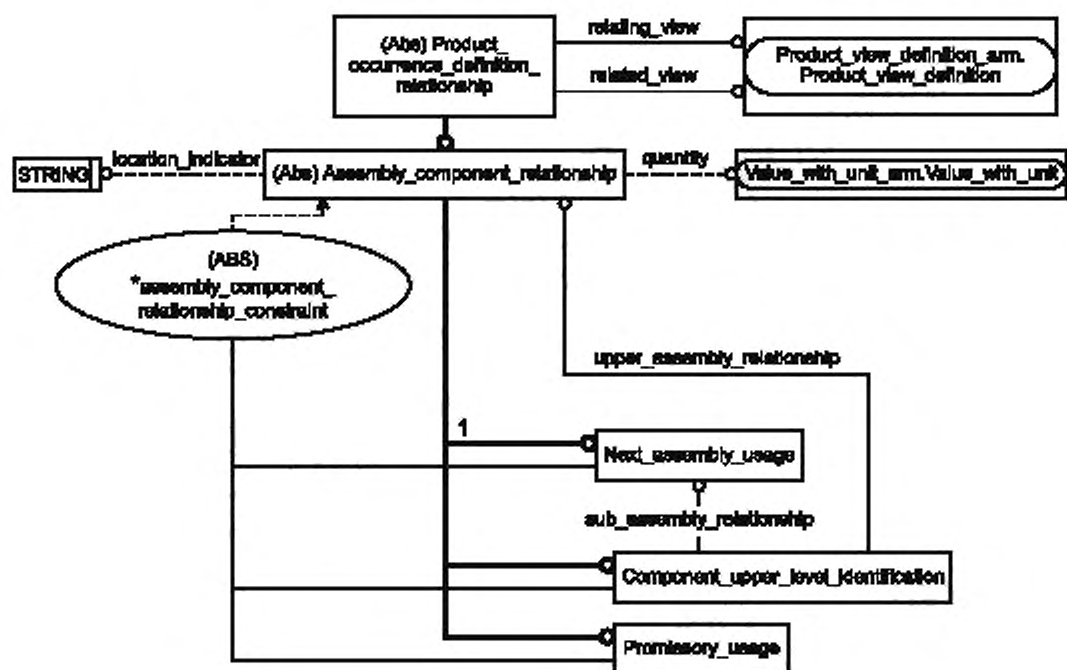 (Abs) Product_
occurrence_definition_
relationship
relating_view
related_view
Product_view_definition_arm.
Product_view_definition
STRING
location_indicator
(Abs) Assembly_component_relationship
quantity
Value_with_unit_arm.Value_with_unit
(ABS)
*assembly_component_
relationship_constraint
upper_assembly_relationship
1
Next_assembly_usage
sub_assembly_relationship
Component_upper_level_identification
Promissory_usage